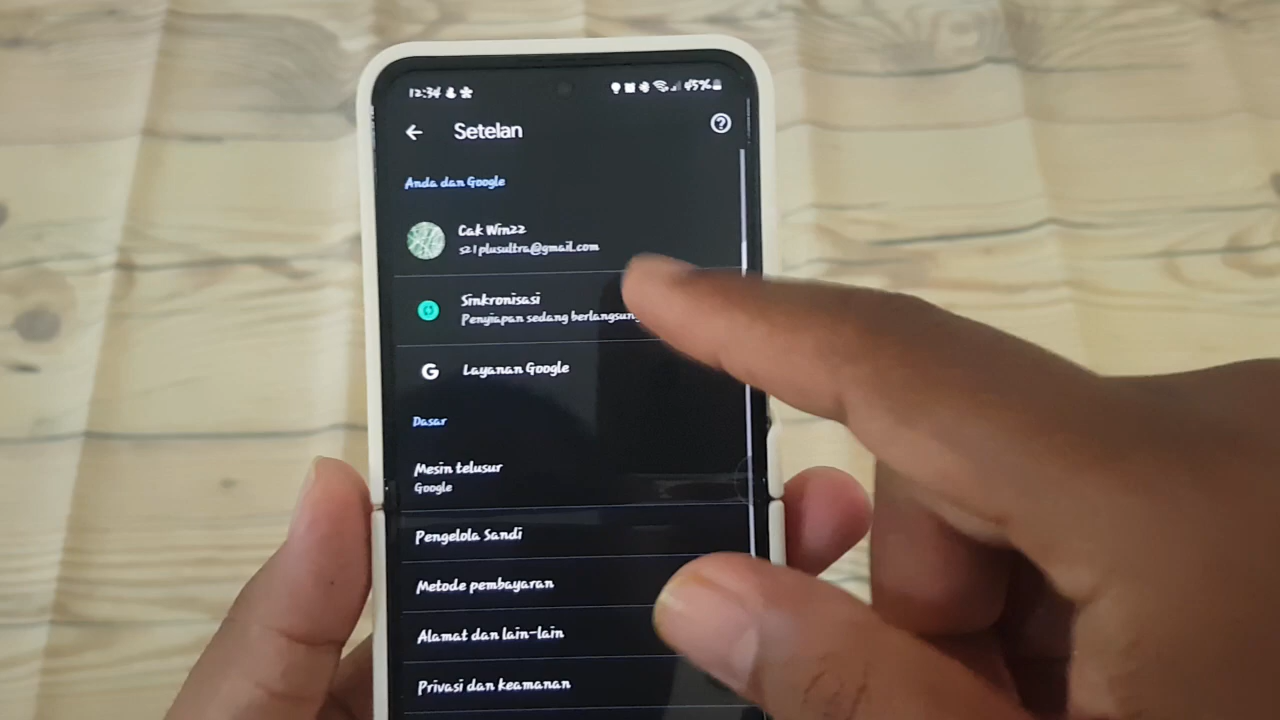 12:34
45%
Setelan
Anda dan Google
Cak Win22
s21plusultra@gmail.com
Sinkronisasi
Penyiapan sedang berlangsung
G
Layanan Google
Dasar
Mesin telusur
Google
Pengelola Sandi
Metode pembayaran
Alamat dan lain-lain
Privasi dan keamanan